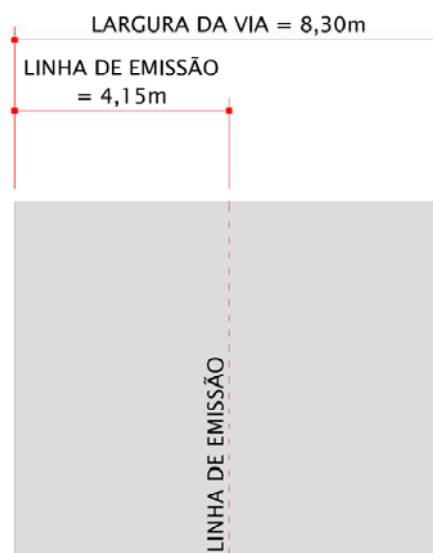 LARGURA DA VIA = 8,30m
LINHA DE EMISSÃO
= 4,15m
LINHA DE EMISSÃO